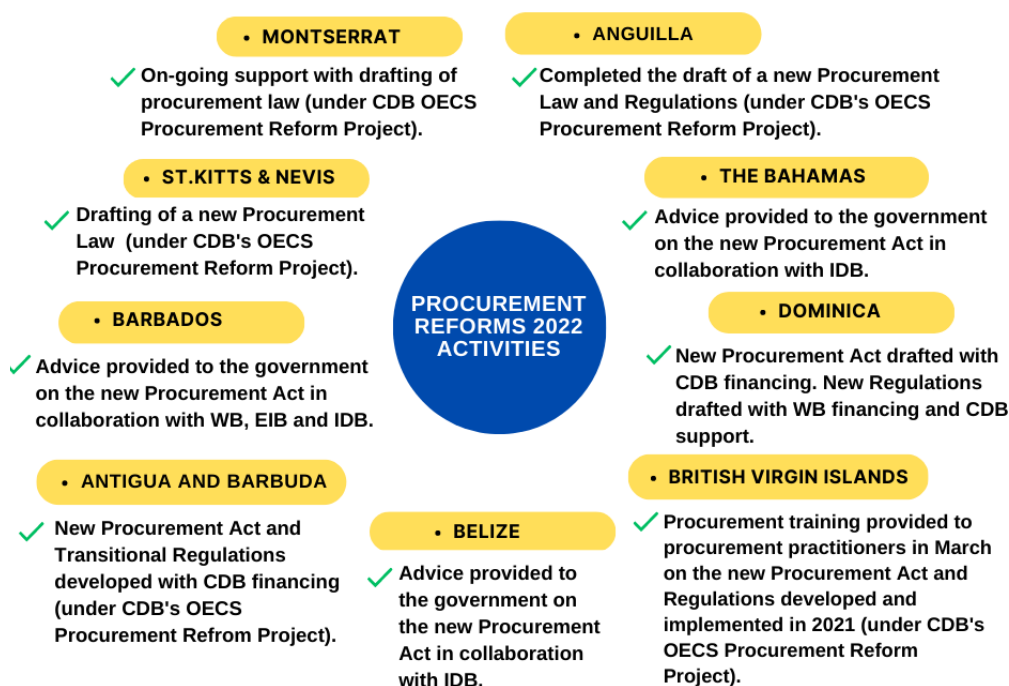 • MONTSERRAT
On-going support with drafting of
procurement law (under CDB OECS
Procurement Reform Project).
• ANGUILLA
Completed the draft of a new Procurement
Law and Regulations (under CDB's OECS
Procurement Reform Project).
• ST.KITTS & NEVIS
Drafting of a new Procurement
Law (under CDB's OECS
Procurement Reform Project).
• THE BAHAMAS
Advice provided to the government
on the new Procurement Act in
collaboration with IDB.
PROCUREMENT
REFORMS 2022
ACTIVITIES
• BARBADOS
Advice provided to the government
on the new Procurement Act in
collaboration with WB, EIB and IDB.
• DOMINICA
New Procurement Act drafted with
CDB financing. New Regulations
drafted with WB financing and CDB
support.
• ANTIGUA AND BARBUDA
New Procurement Act and
Transitional Regulations
developed with CDB financing
(under CDB's OECS
Procurement Refrom Project).
• BELIZE
Advice provided to
the government on
the new Procurement
Act in collaboration
with IDB.
• BRITISH VIRGIN ISLANDS
Procurement training provided to
procurement practitioners in March
on the new Procurement Act and
Regulations developed and
implemented in 2021 (under CDB's
OECS Procurement Reform
Project).